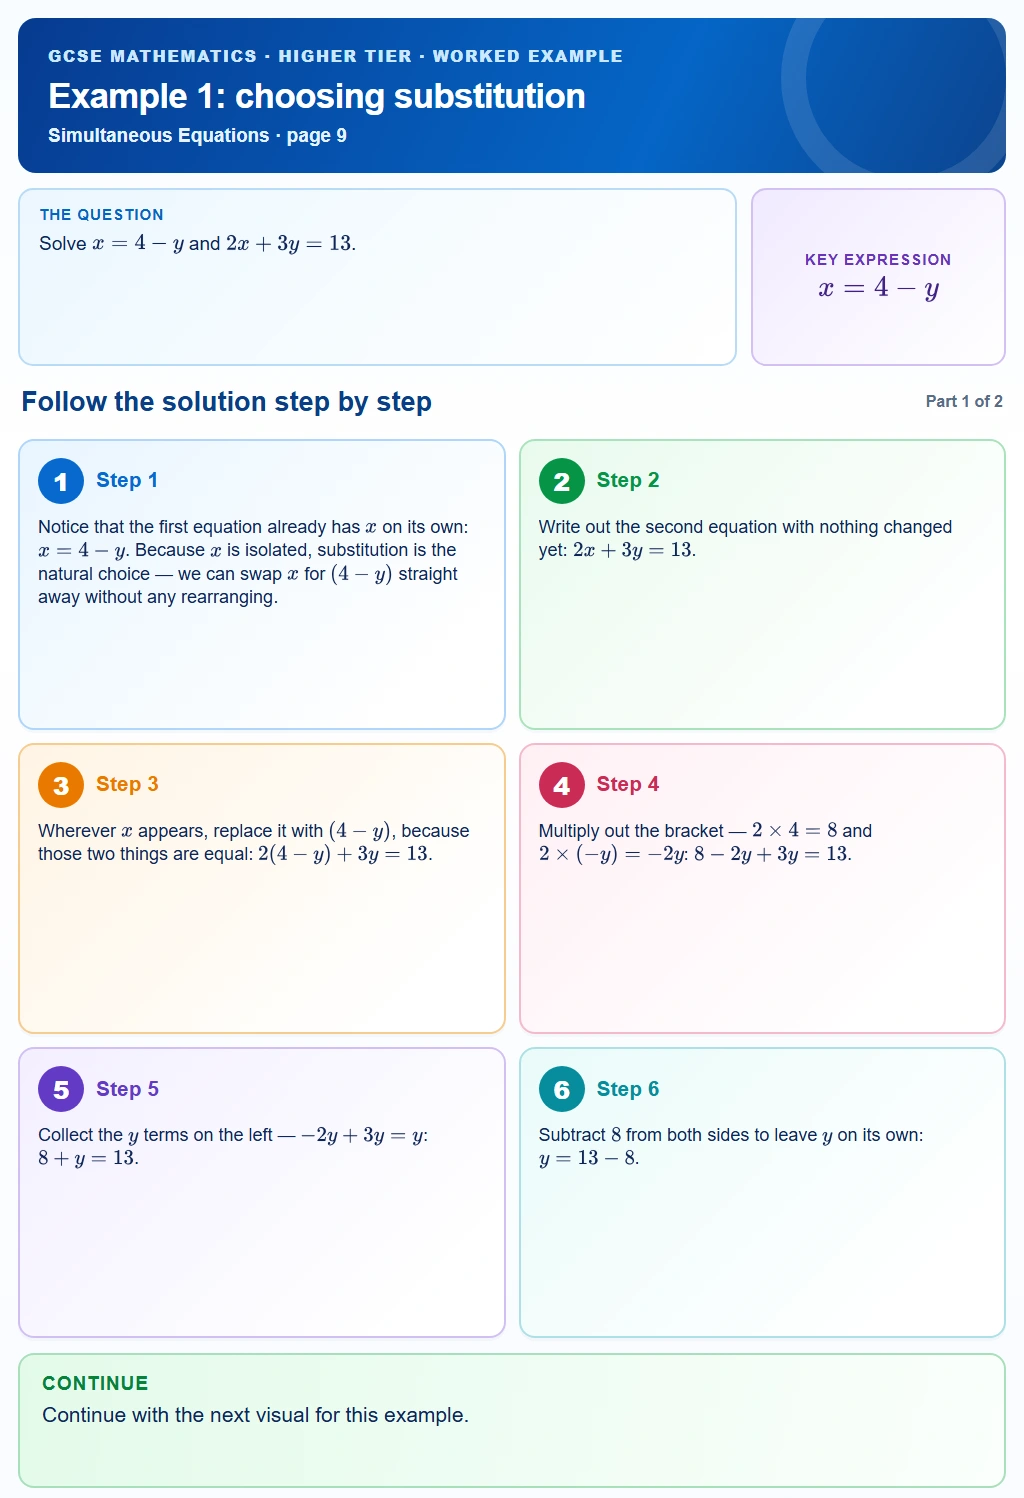 GCSE MATHEMATICS · HIGHER TIER · WORKED EXAMPLE
Example 1: choosing substitution
Simultaneous Equations · page 9
THE QUESTION
Solve x = 4 − y and 2x + 3y = 13.
KEY EXPRESSION
x = 4 − y
Follow the solution step by step
Part 1 of 2
1 Step 1
Notice that the first equation already has x on its own:
x = 4 − y. Because x is isolated, substitution is the
natural choice — we can swap x for (4 − y) straight
away without any rearranging.
2 Step 2
Write out the second equation with nothing changed
yet: 2x + 3y = 13.
3 Step 3
Wherever x appears, replace it with (4 − y), because
those two things are equal: 2(4 − y) + 3y = 13.
4 Step 4
Multiply out the bracket — 2 × 4 = 8 and
2 × (−y) = −2y: 8 − 2y + 3y = 13.
5 Step 5
Collect the y terms on the left — −2y + 3y = y:
8 + y = 13.
6 Step 6
Subtract 8 from both sides to leave y on its own:
y = 13 − 8.
CONTINUE
Continue with the next visual for this example.